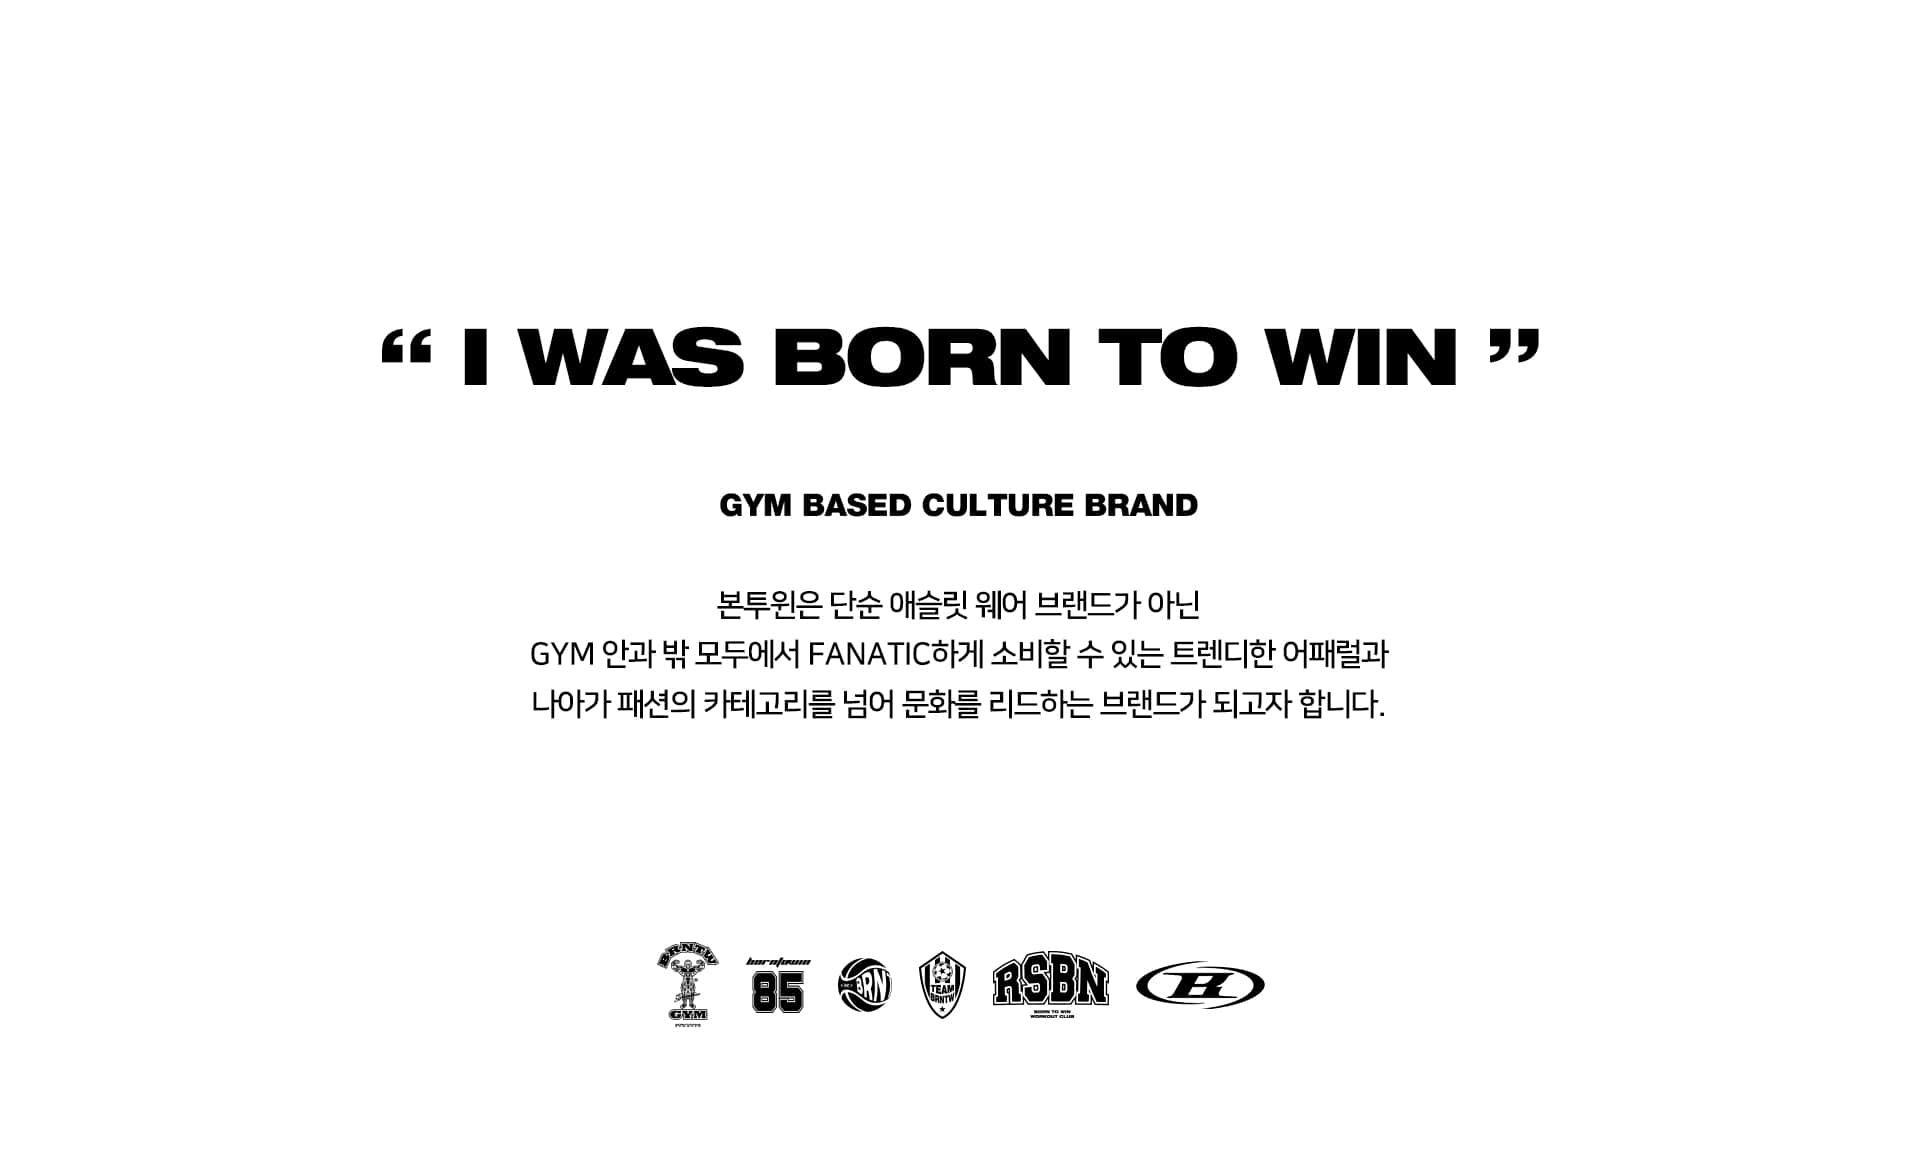 “ I WAS BORN TO WIN ”
GYM BASED CULTURE BRAND
본투윈은 단순 애슬릿 웨어 브랜드가 아닌
GYM 안과 밖 모두에서 FANATIC하게 소비할 수 있는 트렌디한 어패럴과
나아가 패션의 카테고리를 넘어 문화를 리드하는 브랜드가 되고자 합니다.
BRNTW
GYM
borntowin
85
BRN
TEAM
BRNTW
RSBN
BORN TO WIN
WORKOUT CLUB
B